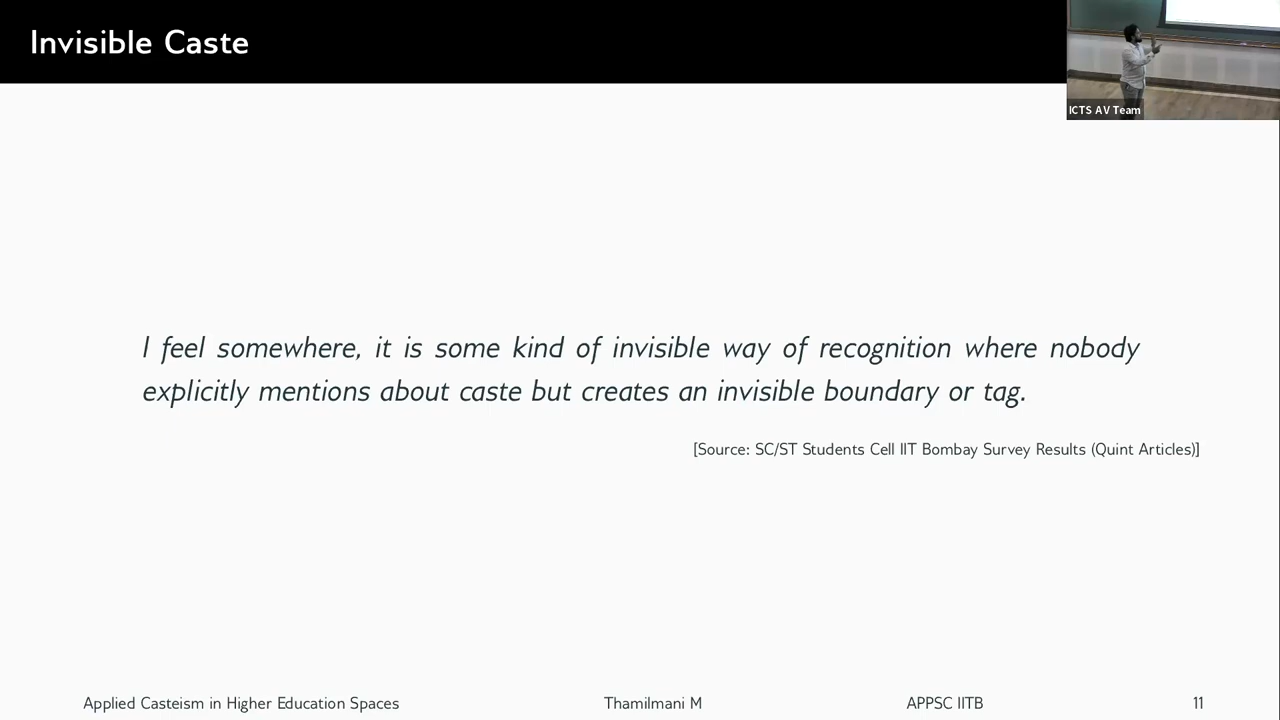 Invisible Caste
ICTS AV Team
I feel somewhere, it is some kind of invisible way of recognition where nobody
explicitly mentions about caste but creates an invisible boundary or tag.
[Source: SC/ST Students Cell IIT Bombay Survey Results (Quint Articles)]
Applied Casteism in Higher Education Spaces Thamilmani M APPSC IITB 11